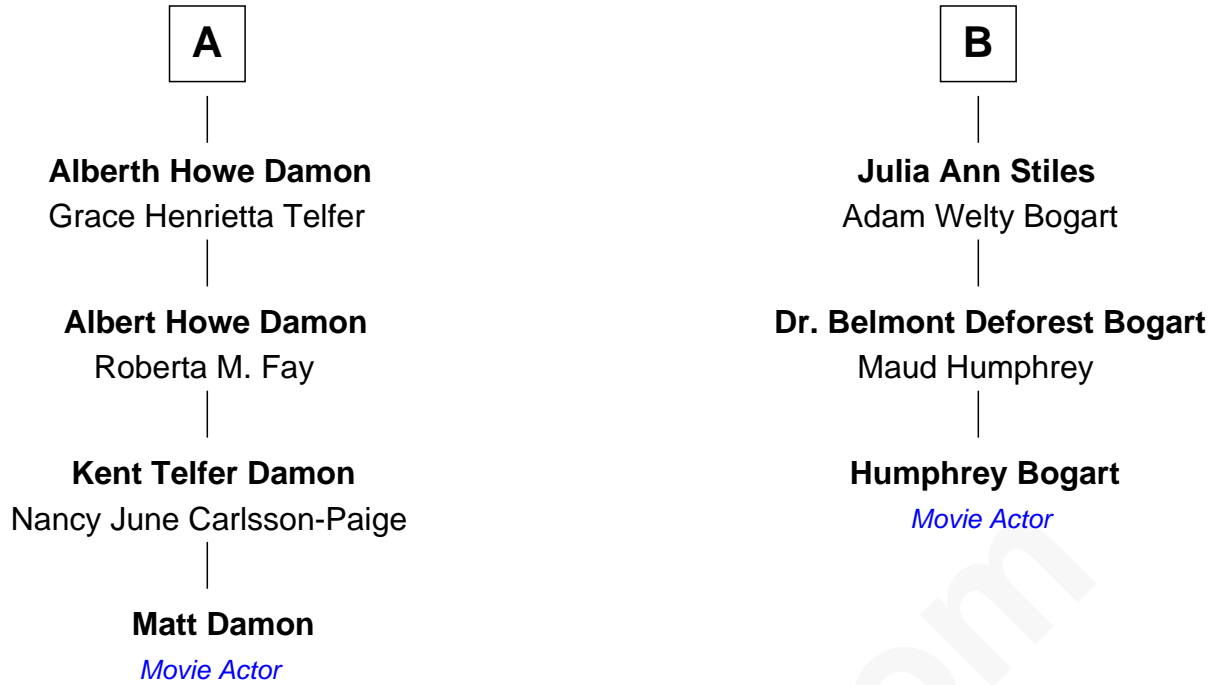 A
Alberth Howe Damon
Grace Henrietta Telfer
Albert Howe Damon
Roberta M. Fay
Kent Telfer Damon
Nancy June Carlsson-Paige
Matt Damon
Movie Actor
B
Julia Ann Stiles
Adam Welty Bogart
Dr. Belmont Deforest Bogart
Maud Humphrey
Humphrey Bogart
Movie Actor
om